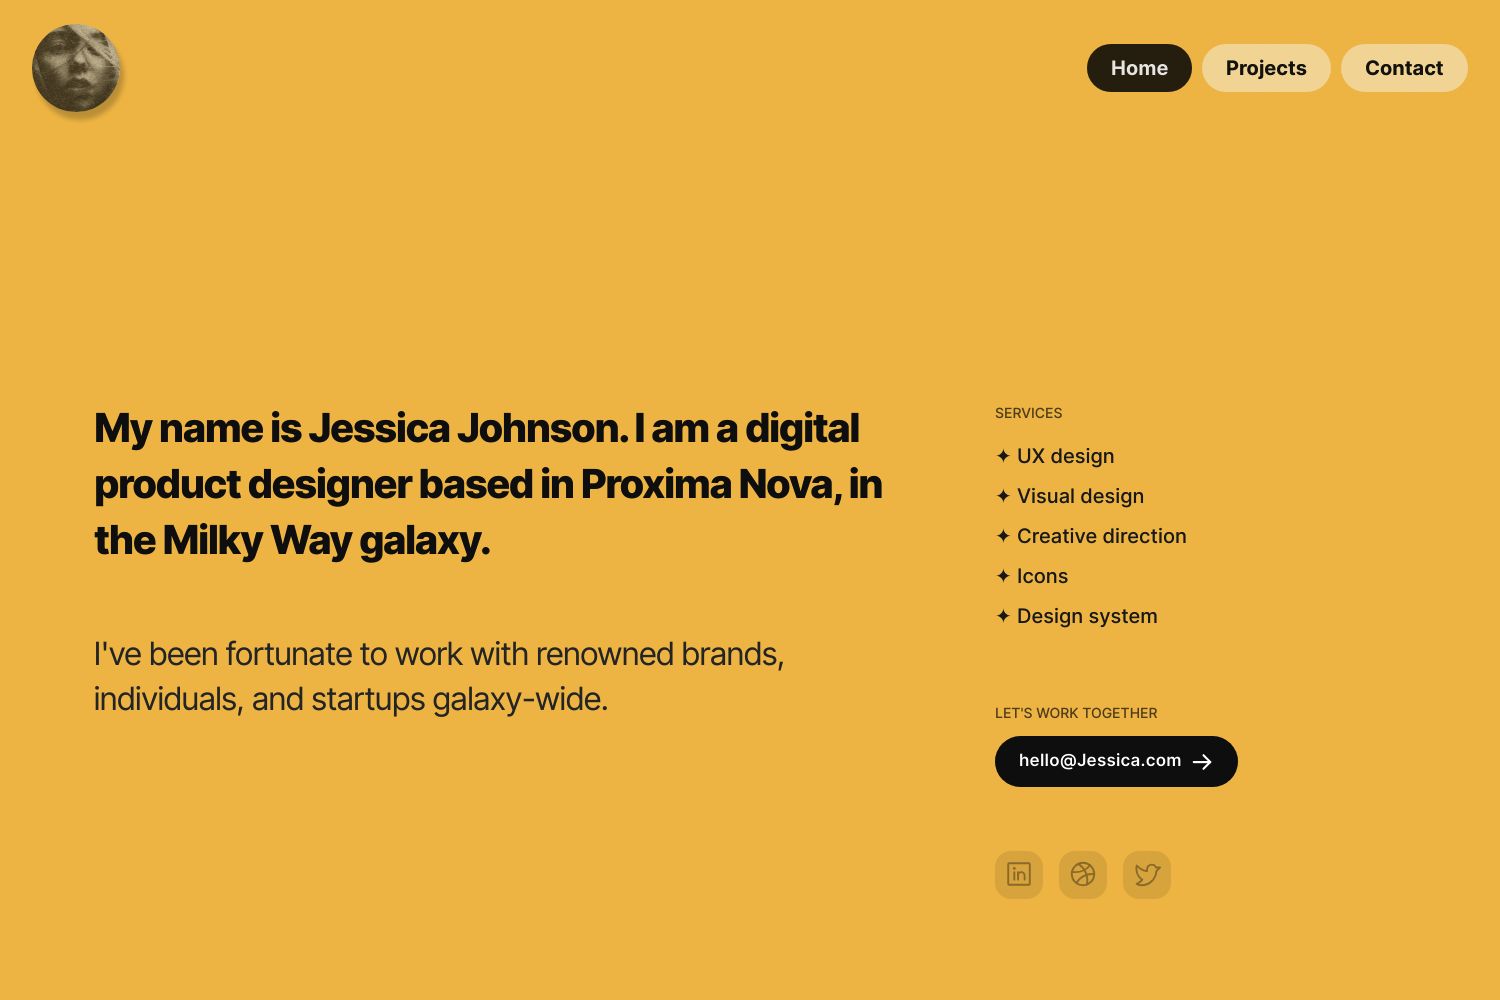 Home
Projects
Contact
My name is Jessica Johnson. I am a digital
product designer based in Proxima Nova, in
the Milky Way galaxy.
I've been fortunate to work with renowned brands,
individuals, and startups galaxy-wide.
SERVICES
✦ UX design
✦ Visual design
✦ Creative direction
✦ Icons
✦ Design system
LET'S WORK TOGETHER
hello@Jessica.com →
in